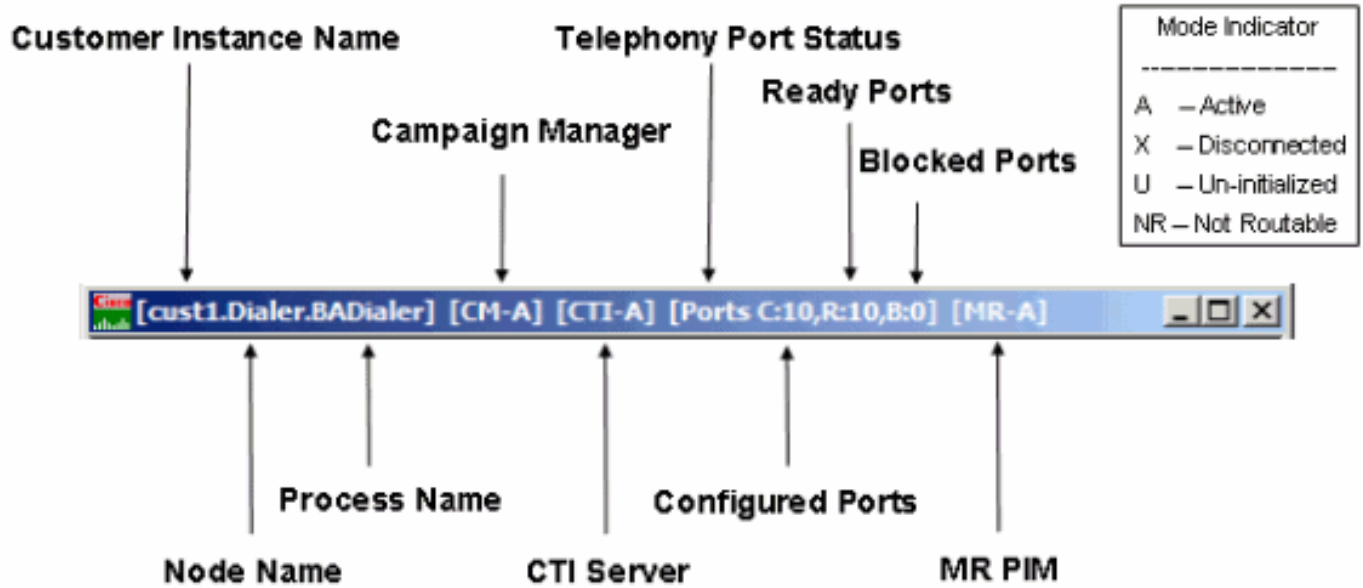 Customer Instance Name
Telephony Port Status
Mode Indicator
-------------
A – Active
X – Disconnected
U – Un-initialized
NR – Not Routable
Ready Ports
Campaign Manager
Blocked Ports
Cisco
[cust1.Dialer.BADialer] [CM-A] [CTI-A] [Ports C:10,R:10,B:0] [MR-A]
Process Name
Configured Ports
Node Name
CTI Server
MR PIM